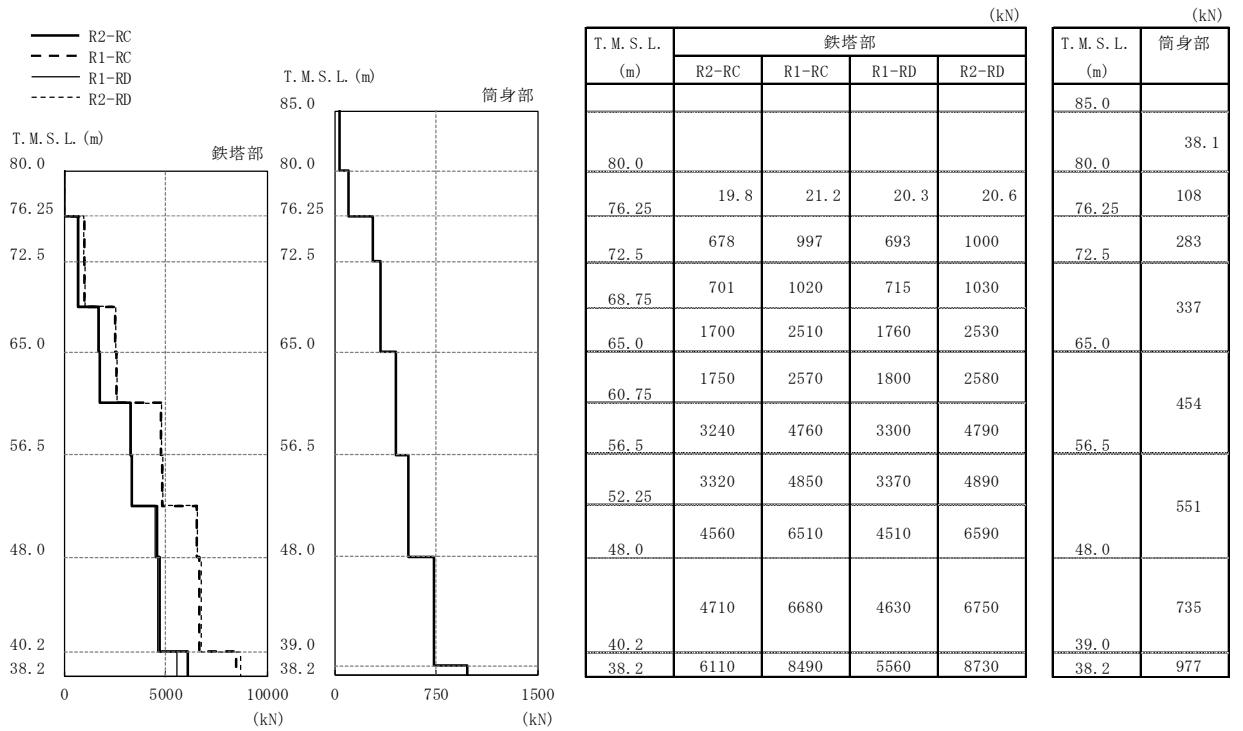 R2-RC
R1-RC
R1-RD
R2-RD
T.M.S.L.(m)
鉄塔部
80.0
76.25
72.5
65.0
56.5
48.0
40.2
38.2
0 5000 10000
(kN)
T.M.S.L.(m)
筒身部
85.0
80.0
76.25
72.5
65.0
56.5
48.0
39.0
38.2
0 750 1500
(kN)
(kN)
T.M.S.L. 鉄塔部
(m) R2-RC R1-RC R1-RD R2-RD
80.0
19.8 21.2 20.3 20.6
76.25
678 997 693 1000
72.5
701 1020 715 1030
68.75
1700 2510 1760 2530
65.0
1750 2570 1800 2580
60.75
3240 4760 3300 4790
56.5
3320 4850 3370 4890
52.25
4560 6510 4510 6590
48.0
4710 6680 4630 6750
40.2
38.2 6110 8490 5560 8730
(kN)
T.M.S.L. 筒身部
(m)
85.0
38.1
80.0
108
76.25
283
72.5
337
65.0
454
56.5
551
48.0
735
39.0
38.2 977